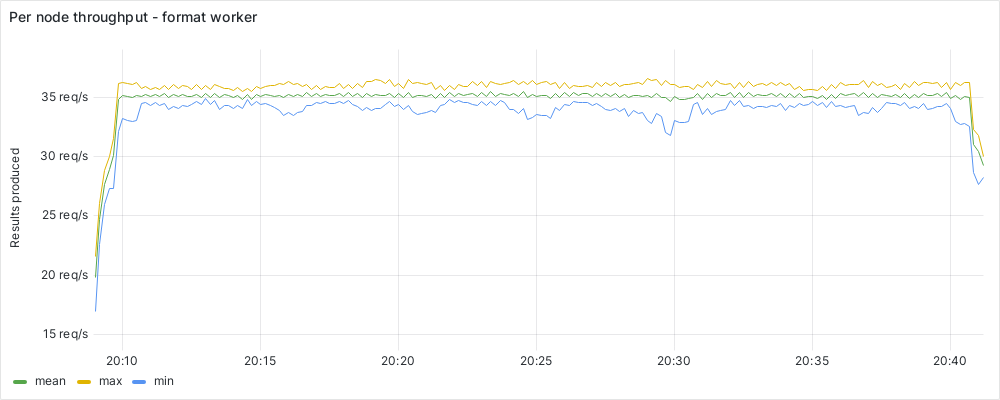 Per node throughput - format worker
Results produced
35 req/s
30 req/s
25 req/s
20 req/s
15 req/s
20:10 20:15 20:20 20:25 20:30 20:35 20:40
mean max min